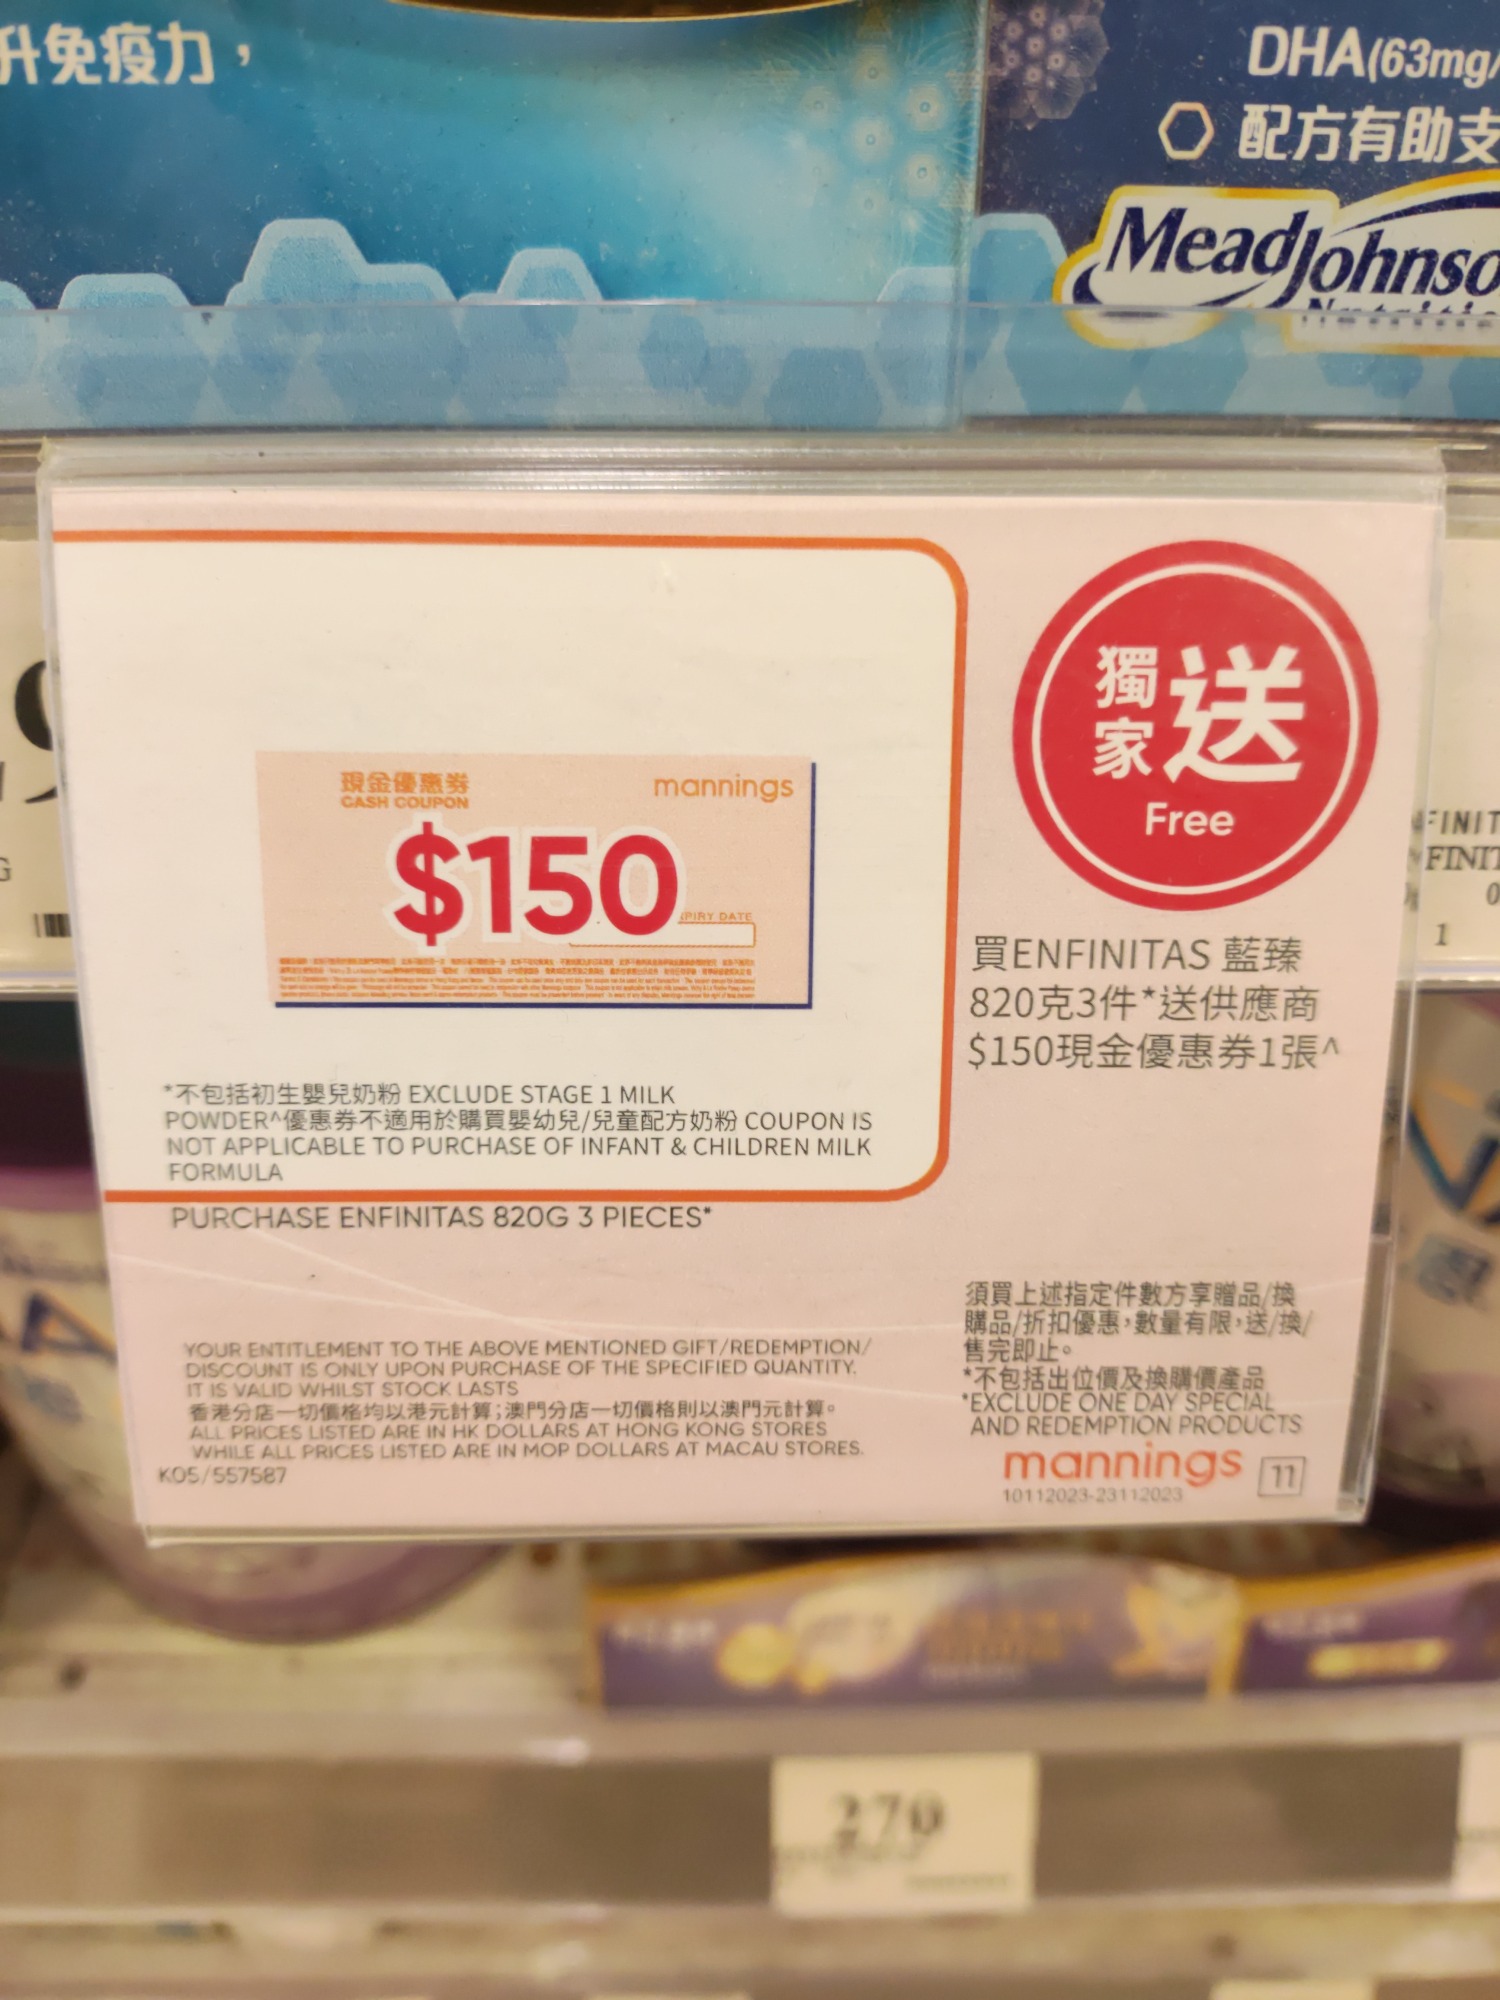 升免疫力，
DHA(63mg/
配方有助支
MeadJohnso
9
FINIT
FINIT
1
現金優惠券
CASH COUPON
mannings
$150
PIRY DATE
獨家送
Free
買ENFINITAS 藍臻
820克3件*送供應商
$150現金優惠券1張^
*不包括初生嬰兒奶粉 EXCLUDE STAGE 1 MILK
POWDER^優惠券不適用於購買嬰幼兒/兒童配方奶粉 COUPON IS
NOT APPLICABLE TO PURCHASE OF INFANT & CHILDREN MILK
FORMULA
PURCHASE ENFINITAS 820G 3 PIECES*
YOUR ENTITLEMENT TO THE ABOVE MENTIONED GIFT/REDEMPTION/
DISCOUNT IS ONLY UPON PURCHASE OF THE SPECIFIED QUANTITY.
IT IS VALID WHILST STOCK LASTS
香港分店一切價格均以港元計算；澳門分店一切價格則以澳門元計算。
ALL PRICES LISTED ARE IN HK DOLLARS AT HONG KONG STORES
WHILE ALL PRICES LISTED ARE IN MOP DOLLARS AT MACAU STORES.
K05/557587
須買上述指定件數方享贈品/換
購品/折扣優惠，數量有限，送/換/
售完即止。
*不包括出位價及換購價產品
*EXCLUDE ONE DAY SPECIAL
AND REDEMPTION PRODUCTS
mannings 11
10112023-23112023
270